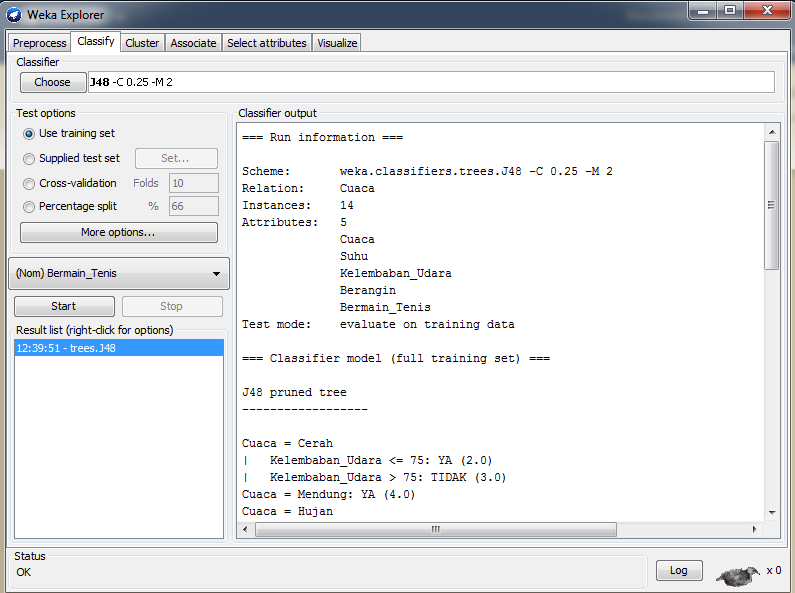 Weka Explorer
Preprocess Classify Cluster Associate Select attributes Visualize
Classifier
Choose J48 -C 0.25 -M 2
Test options
Use training set
Supplied test set Set...
Cross-validation Folds 10
Percentage split % 66
More options...
(Nom) Bermain_Tenis
Start Stop
Result list (right-click for options)
12:39:51 - trees.J48
Classifier output
=== Run information ===
Scheme: weka.classifiers.trees.J48 -C 0.25 -M 2
Relation: Cuaca
Instances: 14
Attributes: 5
Cuaca
Suhu
Kelembaban_Udara
Berangin
Bermain_Tenis
Test mode: evaluate on training data
=== Classifier model (full training set) ===
J48 pruned tree
------------------
Cuaca = Cerah
| Kelembaban_Udara <= 75: YA (2.0)
| Kelembaban_Udara > 75: TIDAK (3.0)
Cuaca = Mendung: YA (4.0)
Cuaca = Hujan
Status
OK
Log x 0